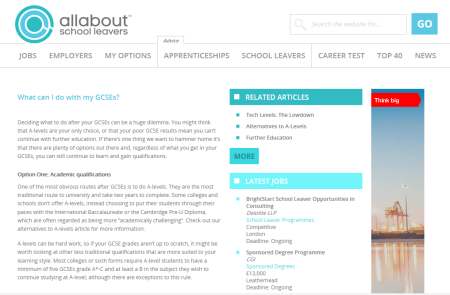 allabout™
school leavers
Search the website for...
GO
Advice
JOBS EMPLOYERS MY OPTIONS APPRENTICESHIPS SCHOOL LEAVERS CAREER TEST TOP 40 NEWS
What can I do with my GCSEs?
Deciding what to do after your GCSEs can be a huge dilemma. You might think
that A-levels are your only choice, or that your poor GCSE results mean you can't
continue with further education. If there's one thing we want to hammer home it's
that there are plenty of options out there and, regardless of what you get in your
GCSEs, you can still continue to learn and gain qualifications.
Option One: Academic qualifications
One of the most obvious routes after GCSEs is to do A-levels. They are the most
traditional route to university and take two years to complete. Some colleges and
schools don't offer A-levels, instead choosing to put their students through their
paces with the International Baccalaureate or the Cambridge Pre-U Diploma,
which are often regarded as being more "academically challenging". Check out our
alternatives to A-levels article for more information.
A-levels can be hard work, so if your GCSE grades aren't up to scratch, it might be
worth looking at other less traditional qualifications that are more suited to your
learning style. Most colleges or sixth forms require A-level students to have a
minimum of five GCSEs grade A*-C and at least a B in the subject they wish to
continue studying at A-level; although there are exceptions to this rule.
RELATED ARTICLES
Tech Levels: The Lowdown
Alternatives to A-Levels
Further Education
MORE
LATEST JOBS
BrightStart School Leaver Opportunities in
Consulting
Deloitte LLP
School Leaver Programmes
Competitive
London
Deadline: Ongoing
Sponsored Degree Programme
CGI
Sponsored Degree
£13,000
Leatherhead
Deadline: Ongoing
Think big